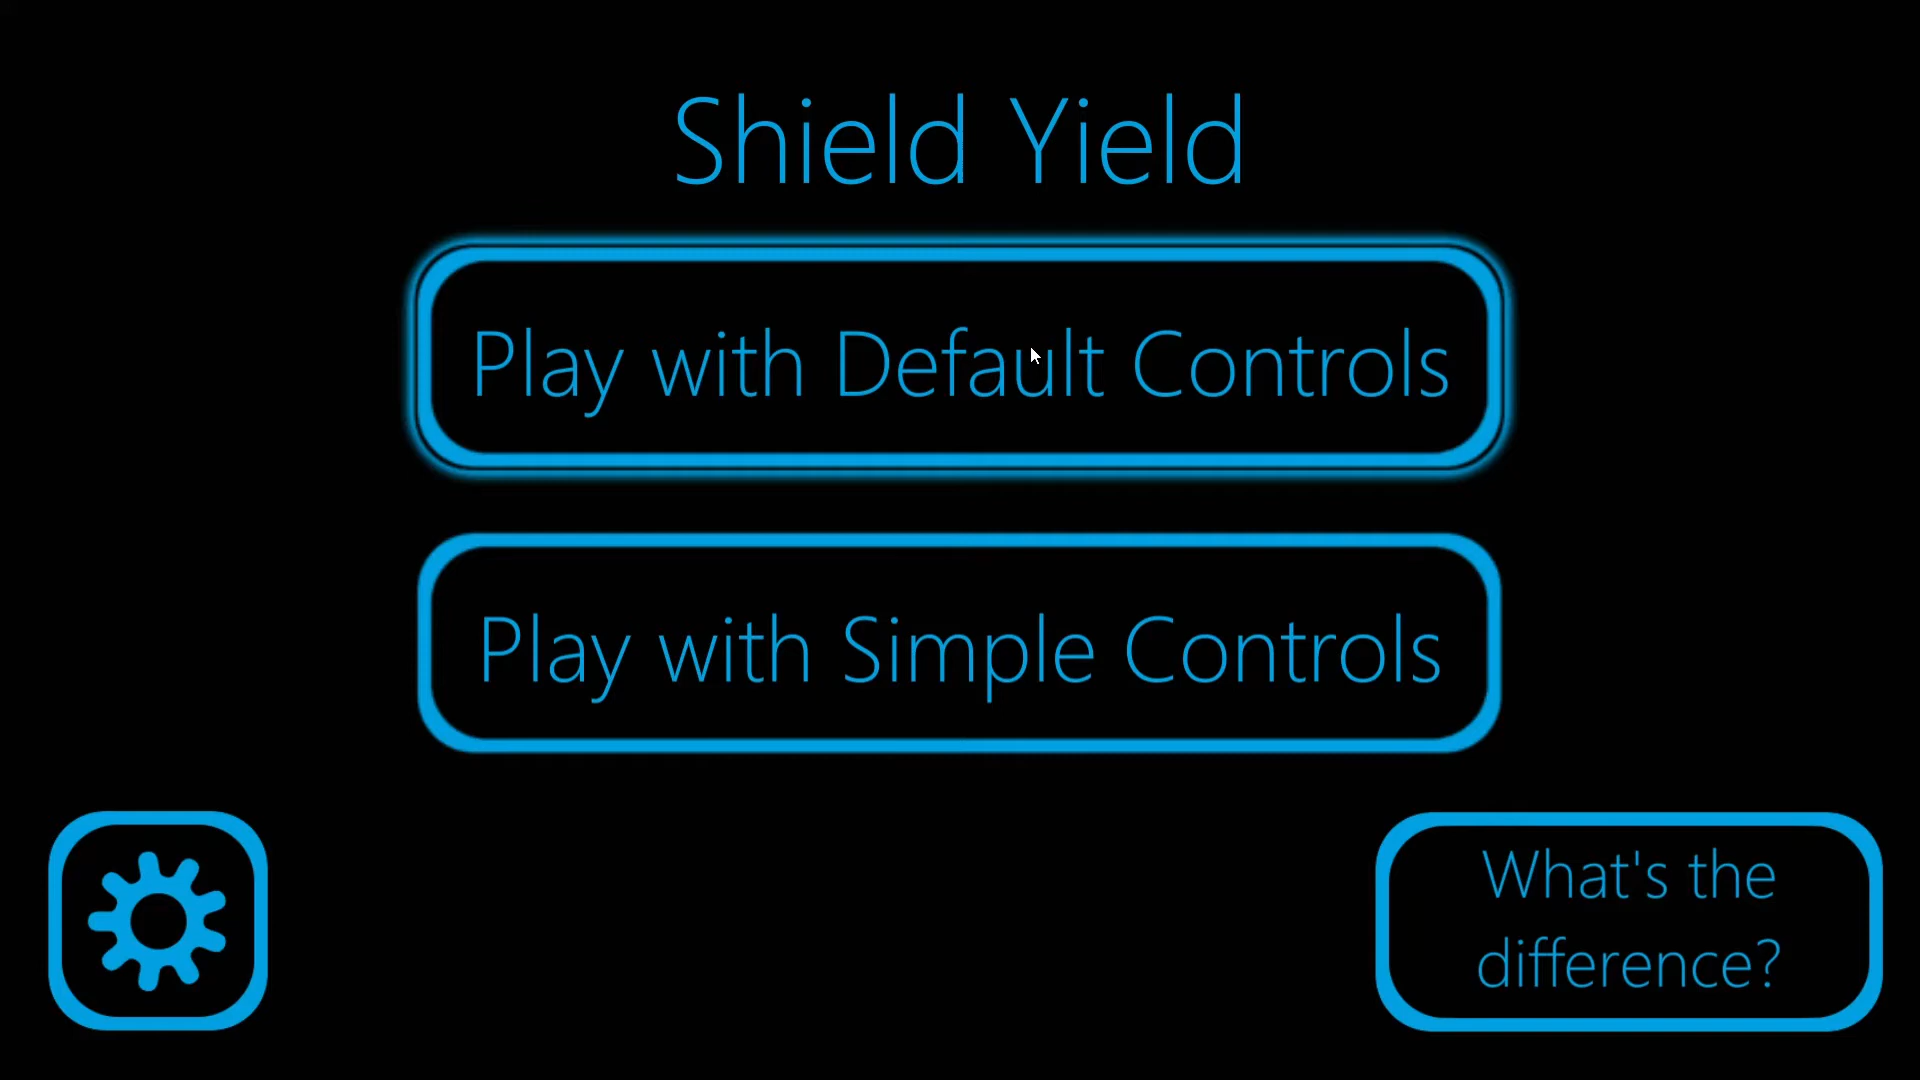 Shield Yield
Play with Default Controls
Play with Simple Controls
What's the
difference?